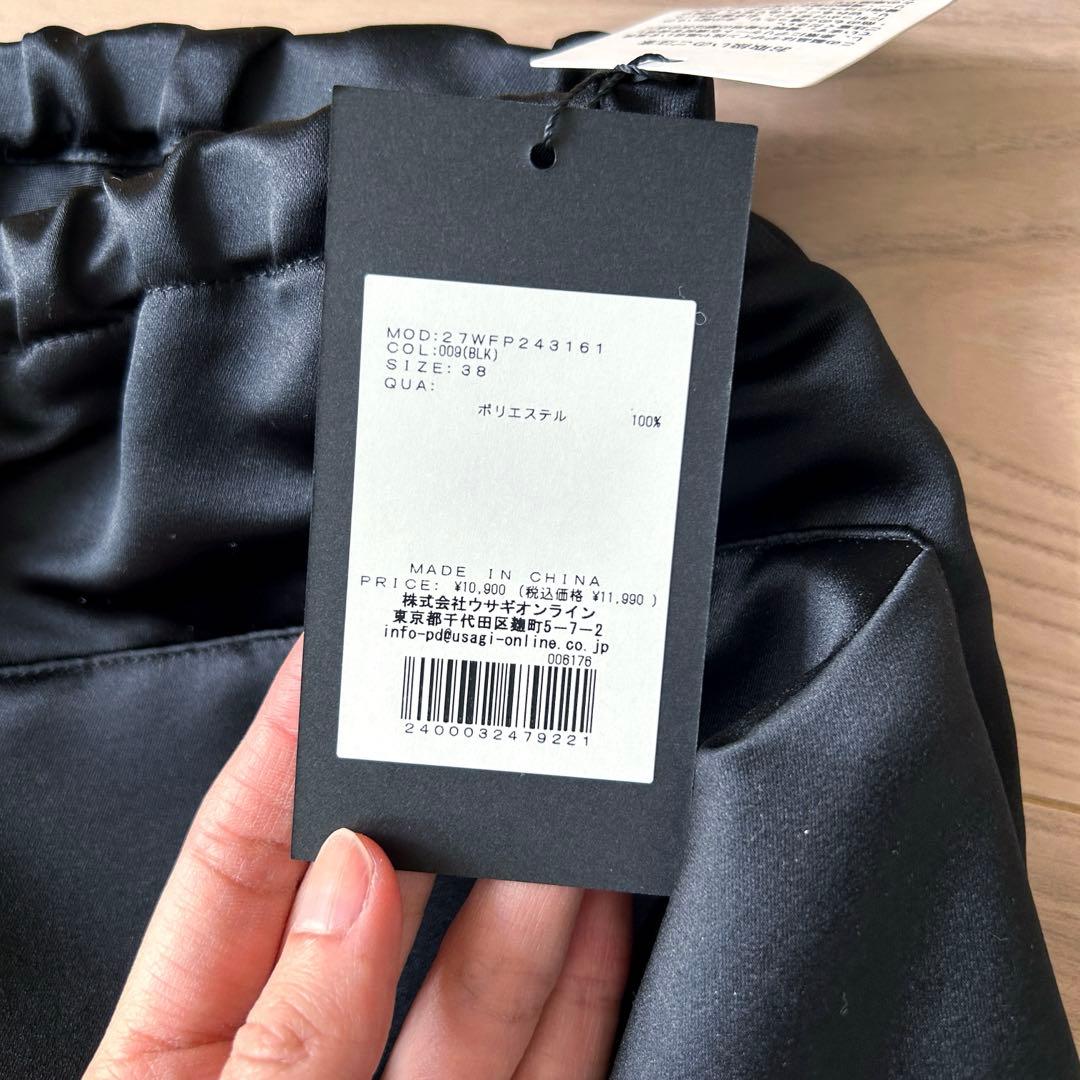 MOD:27WFP243161
COL:009(BLK)
SIZE:38
QUA:
ポリエステル 100%
MADE IN CHINA
PRICE: ¥10,900 (税込価格 ¥11,990 )
株式会社ウサギオンライン
東京都千代田区麹町5-7-2
info-pd@usagi-online.co.jp
006176
2400032479221